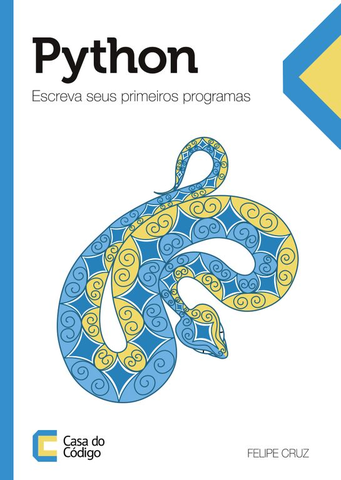 Python
Escreva seus primeiros programas
Casa do
Código
FELIPE CRUZ